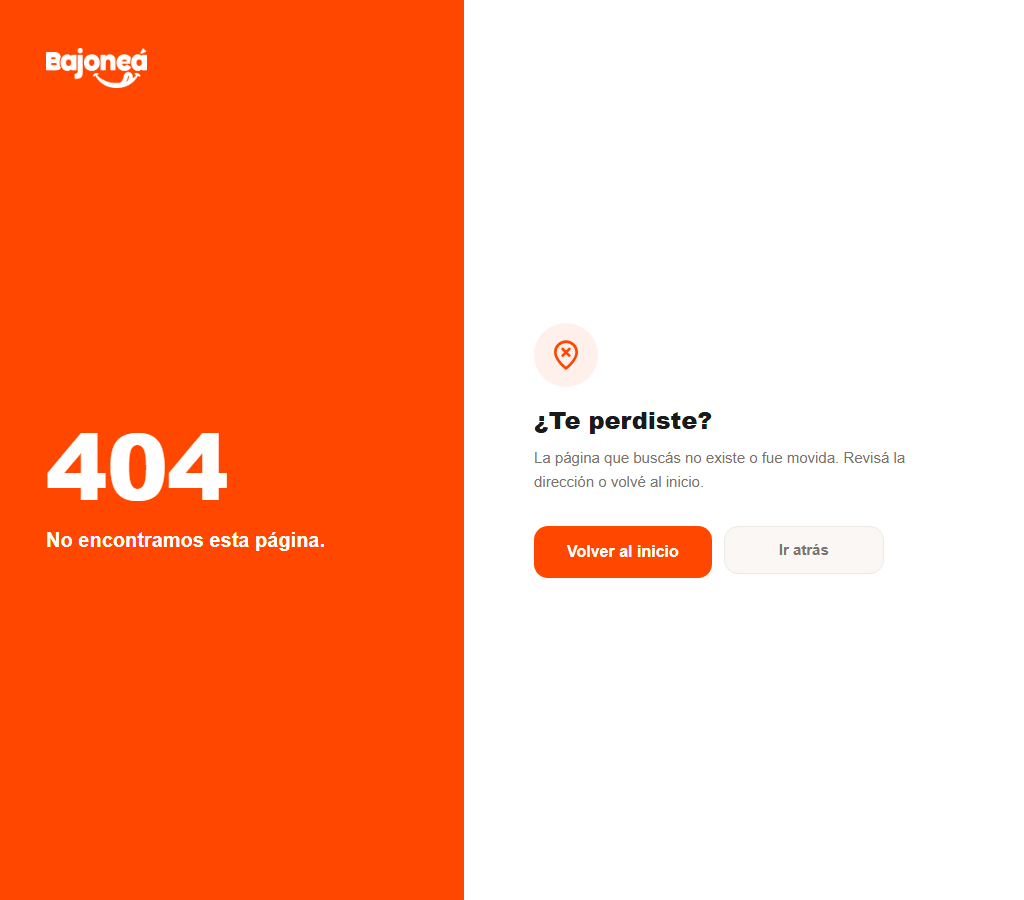 Bajoneá
404
No encontramos esta página.
¿Te perdiste?
La página que buscás no existe o fue movida. Revisá la
dirección o volvé al inicio.
Volver al inicio
Ir atrás